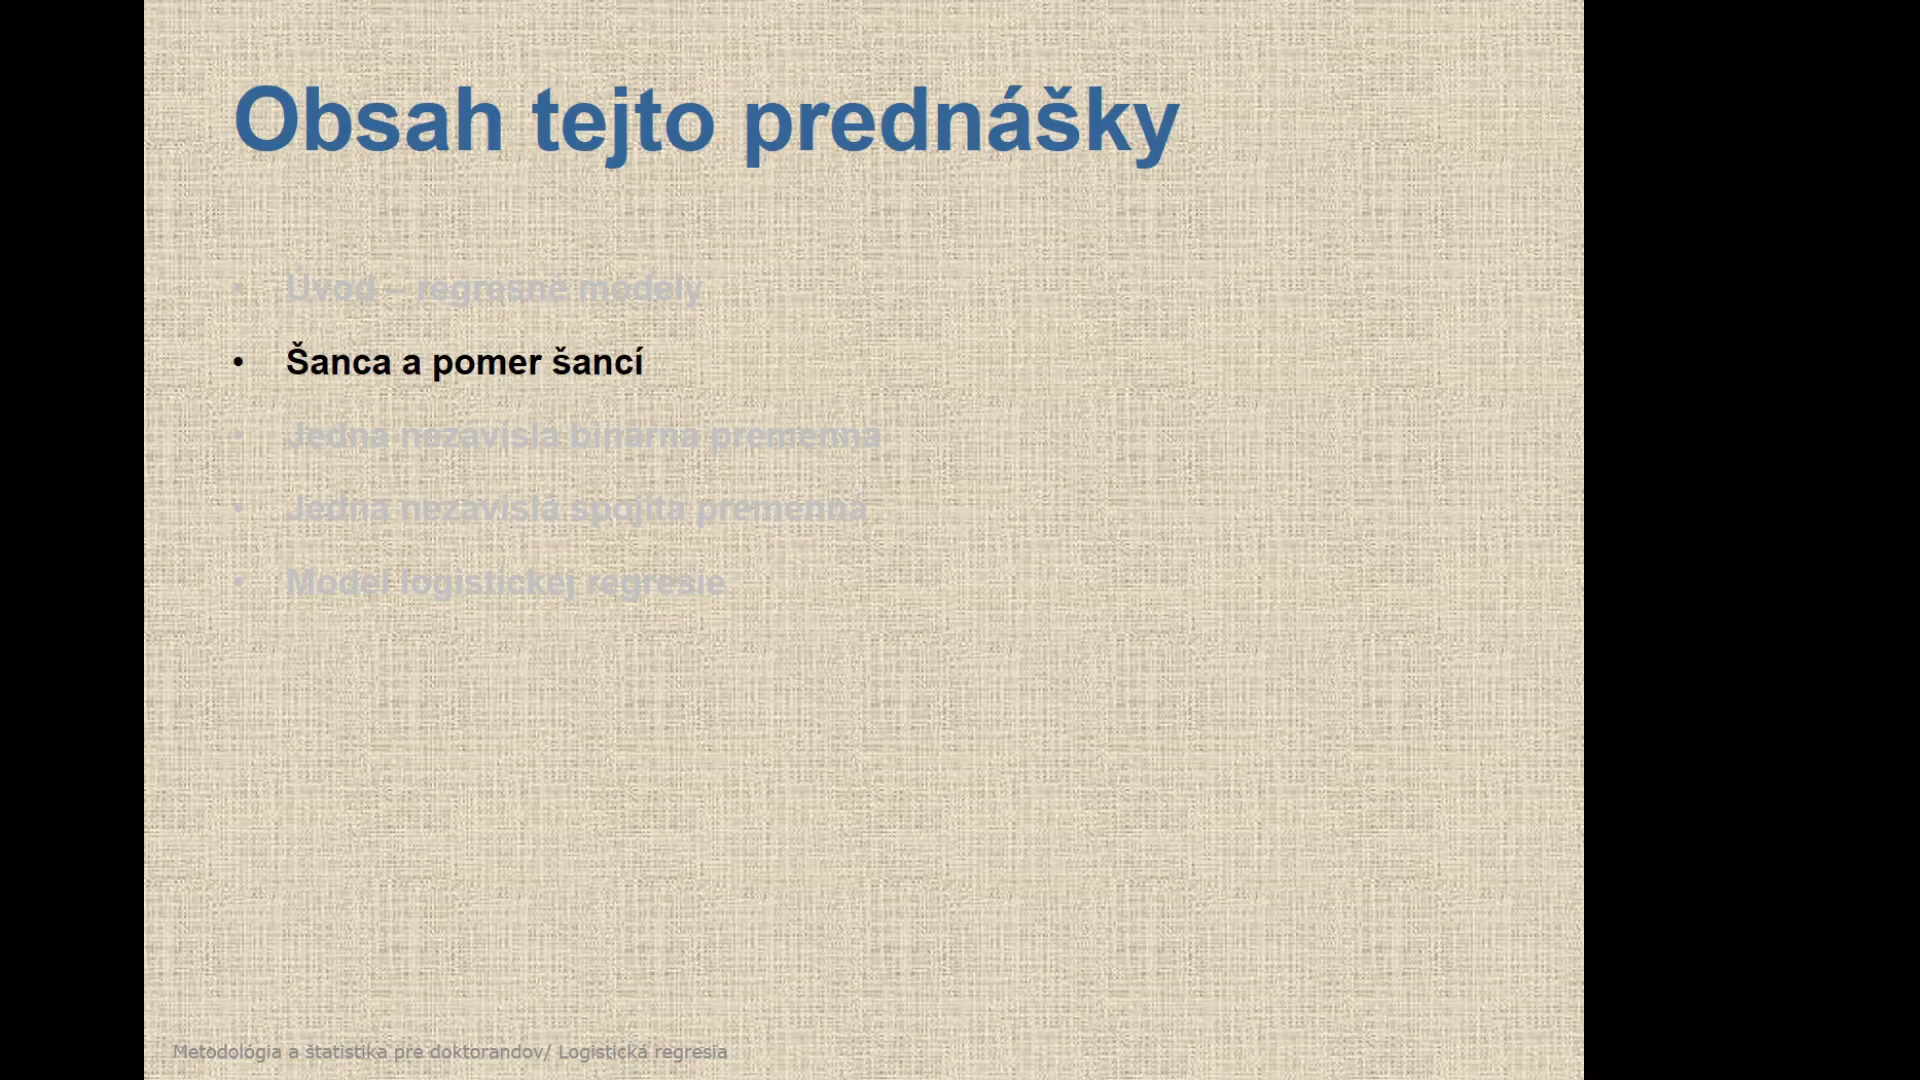 Obsah tejto prednášky
• Úvod – regresné modely
• Šanca a pomer šancí
• Jedna nezávislá binárna premenná
• Jedna nezávislá spojitá premenná
• Model logistickej regresie
Metodológia a štatistika pre doktorandov/ Logistická regresia